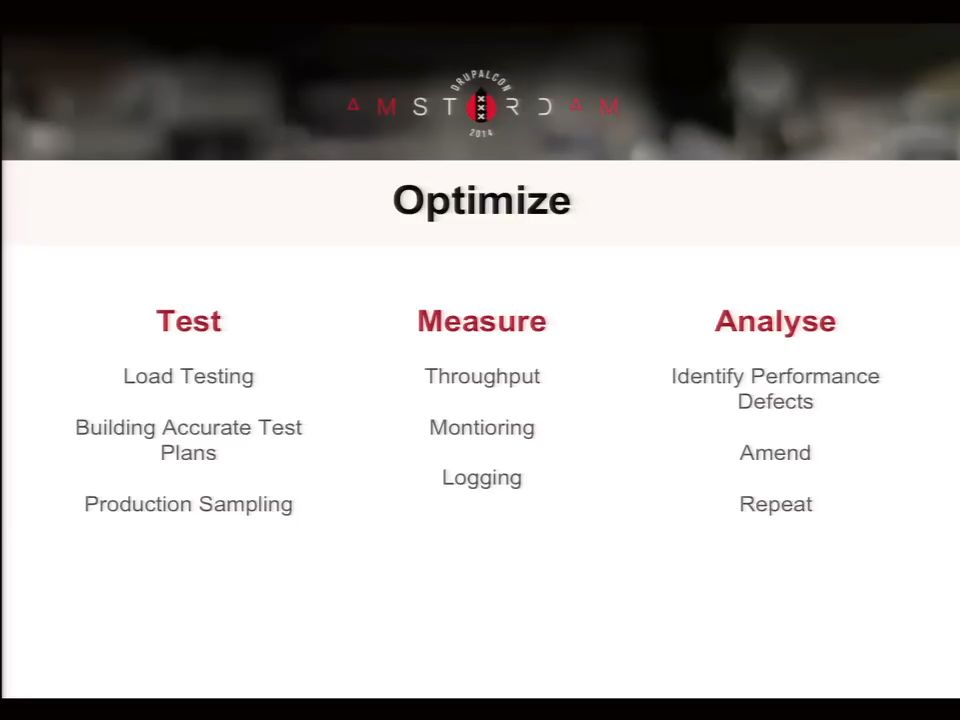 DRUPALCON
AMSTERDAM
2014
Optimize
Test
Measure
Analyse
Load Testing
Building Accurate Test
Plans
Production Sampling
Throughput
Montioring
Logging
Identify Performance
Defects
Amend
Repeat